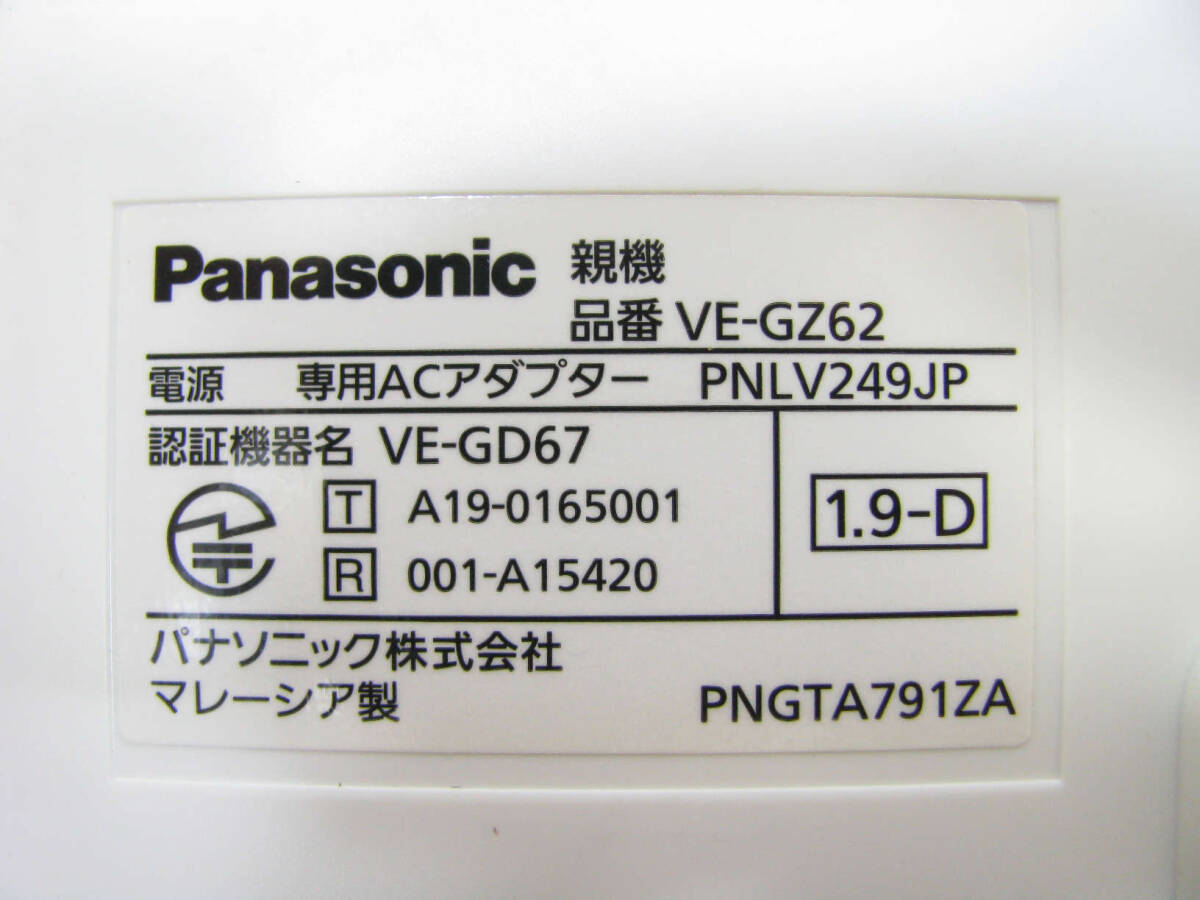 Panasonic 親機
品番 VE-GZ62
電源 専用ACアダプター PNLV249JP
認証機器名 VE-GD67
T A19-0165001
R 001-A15420
1.9-D
パナソニック株式会社
マレーシア製 PNGTA791ZA